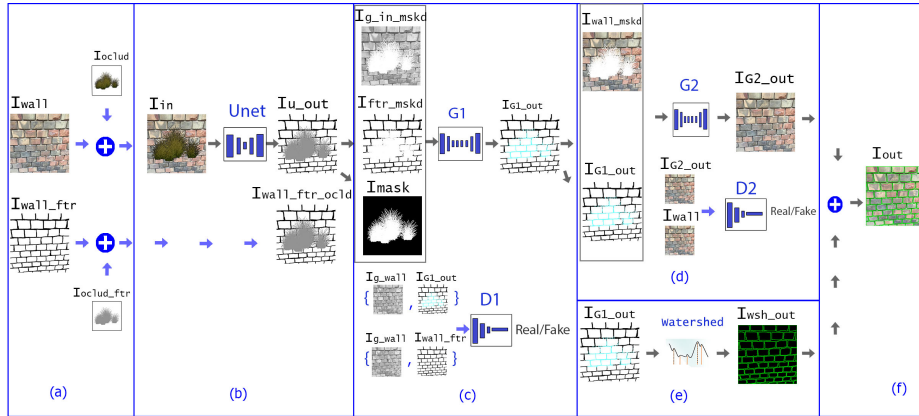 Ioclud
Iwall
Iin
Unet
Iu_out
Iwall_ftr
Iwall_ftr_ocld
Ioclud_ftr
(a)
(b)
Ig_in_mskd
Iftr_mskd
G1
IG1_out
Imask
Ig_wall
IG1_out
{ , }
D1
Real/Fake
Ig_wall
Iwall_ftr
{ , }
(c)
Iwall_mskd
G2
IG2_out
IG1_out
IG2_out
D2
Iwall
Real/Fake
(d)
IG1_out
Watershed
Iwsh_out
(e)
Iout
(f)